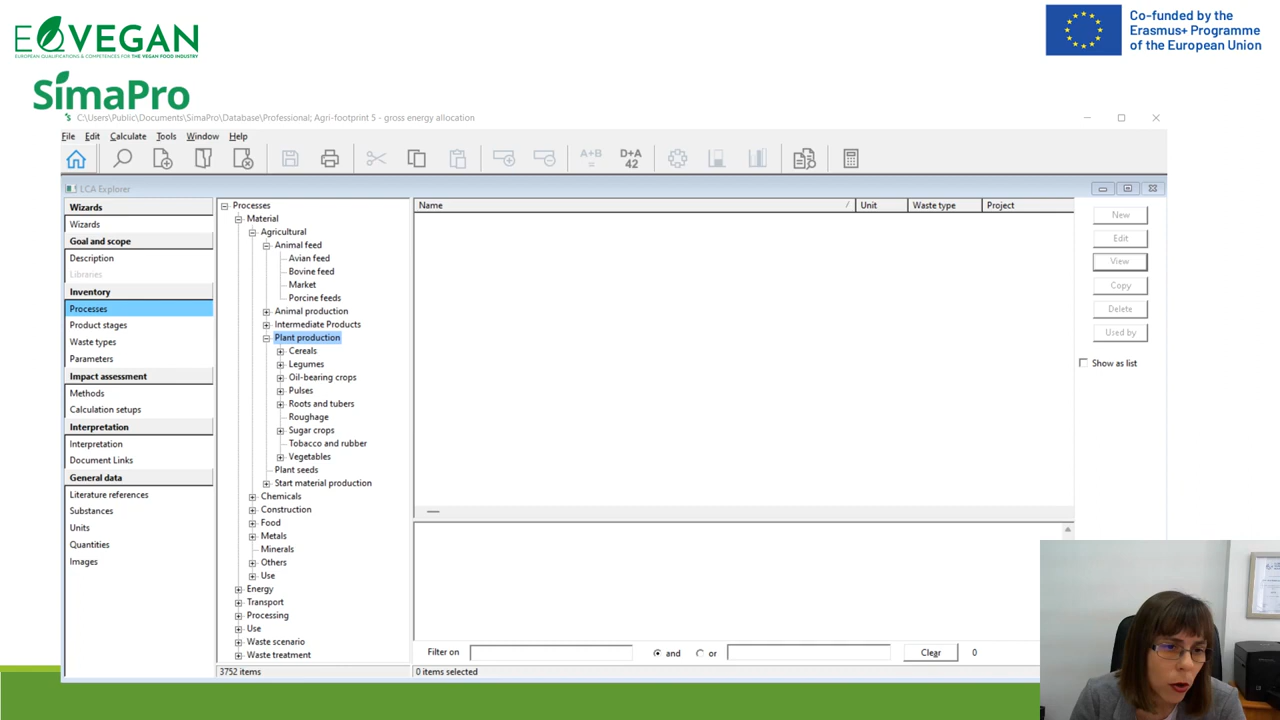 EQVEGAN
EUROPEAN QUALIFICATIONS & COMPETENCES FOR THE VEGAN FOOD INDUSTRY
Co-funded by the
Erasmus+ Programme
of the European Union
SimaPro
C:\Users\Public\Documents\SimaPro\Database\Professional; Agri-footprint 5 - gross energy allocation
File Edit Calculate Tools Window Help
A+B
D+A
42
LCA Explorer
Wizards
Wizards
Goal and scope
Description
Libraries
Inventory
Processes
Product stages
Waste types
Parameters
Impact assessment
Methods
Calculation setups
Interpretation
Interpretation
Document Links
General data
Literature references
Substances
Units
Quantities
Images
Processes
Material
Agricultural
Animal feed
Avian feed
Bovine feed
Market
Porcine feeds
Animal production
Intermediate Products
Plant production
Cereals
Legumes
Oil-bearing crops
Pulses
Roots and tubers
Roughage
Sugar crops
Tobacco and rubber
Vegetables
Plant seeds
Start material production
Chemicals
Construction
Food
Metals
Minerals
Others
Use
Energy
Transport
Processing
Use
Waste scenario
Waste treatment
3752 items
Name / Unit Waste type Project
New
Edit
View
Copy
Delete
Used by
Show as list
Filter on and or Clear 0
0 items selected